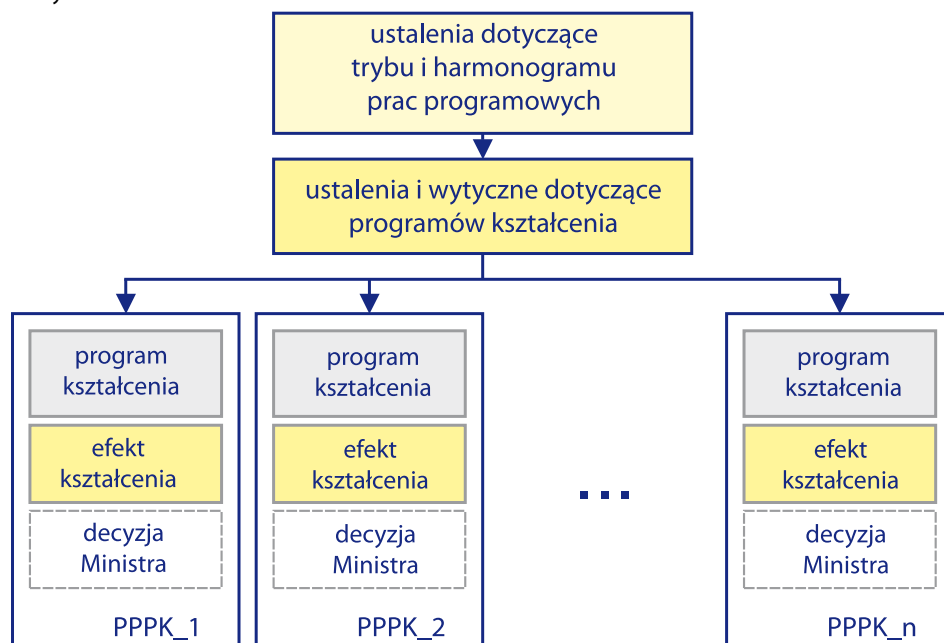 ustalenia dotyczące
trybu i harmonogramu
prac programowych
ustalenia i wytyczne dotyczące
programów kształcenia
program
kształcenia
efekt
kształcenia
decyzja
Ministra
PPPK_1
program
kształcenia
efekt
kształcenia
decyzja
Ministra
PPPK_2
...
program
kształcenia
efekt
kształcenia
decyzja
Ministra
PPPK_n